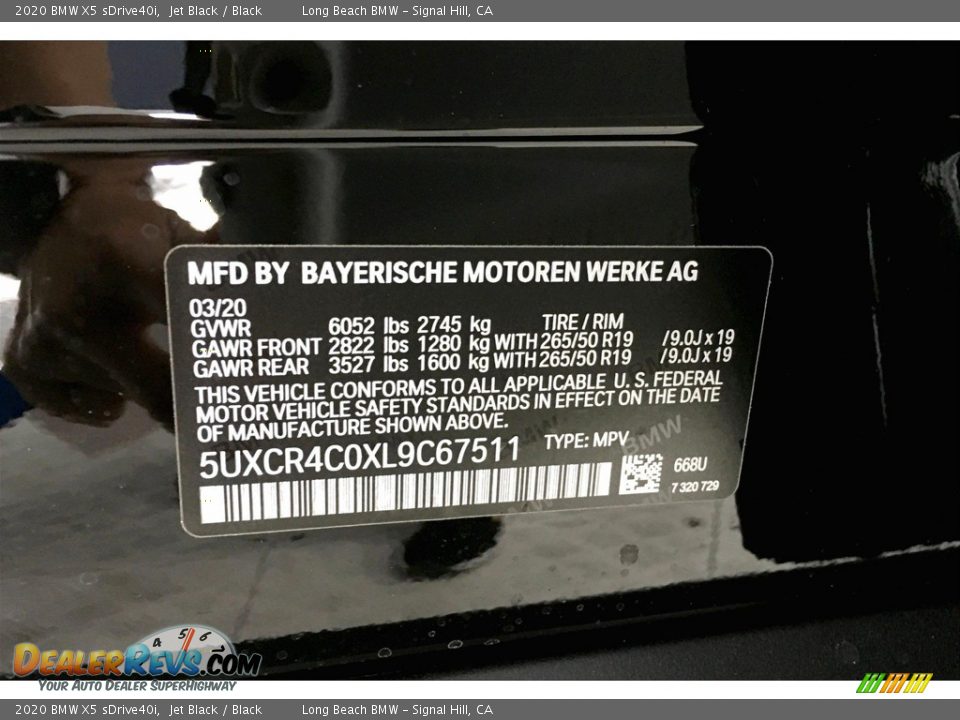 2020 BMW X5 sDrive40i, Jet Black / Black Long Beach BMW - Signal Hill, CA
MFD BY BAYERISCHE MOTOREN WERKE AG
03/20
GVWR 6052 lbs 2745 kg TIRE / RIM
GAWR FRONT 2822 lbs 1280 kg WITH 265/50 R19 /9.0J x 19
GAWR REAR 3527 lbs 1600 kg WITH 265/50 R19 /9.0J x 19
THIS VEHICLE CONFORMS TO ALL APPLICABLE U. S. FEDERAL
MOTOR VEHICLE SAFETY STANDARDS IN EFFECT ON THE DATE
OF MANUFACTURE SHOWN ABOVE.
5UXCR4C0XL9C67511 TYPE: MPV
BMW
668U
7 320 729
4 5 6
DEALERREVS.COM
YOUR AUTO DEALER SUPERHIGHWAY
2020 BMW X5 sDrive40i, Jet Black / Black Long Beach BMW - Signal Hill, CA